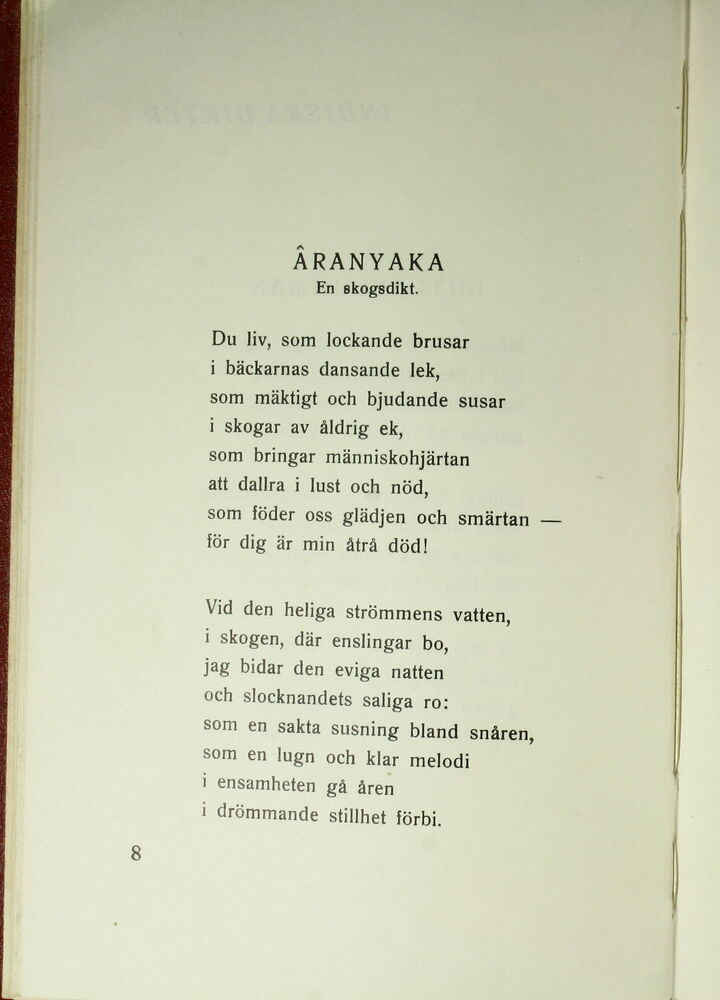 ÂRANYAKA
En skogsdikt.
Du liv, som lockande brusar
i bäckarnas dansande lek,
som mäktigt och bjudande susar
i skogar av åldrig ek,
som bringar människohjärtan
att dallra i lust och nöd,
som föder oss glädjen och smärtan —
för dig är min åtrå död!
Vid den heliga strömmens vatten,
i skogen, där enslingar bo,
jag bidar den eviga natten
och slocknandets saliga ro:
som en sakta susning bland snåren,
som en lugn och klar melodi
i ensamheten gå åren
i drömmande stillhet förbi.
8